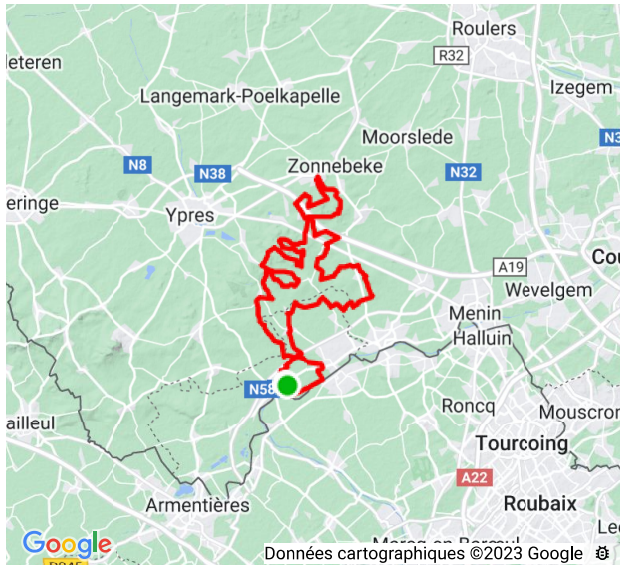 Roulers
R32
leteren
Izegem
Langemark-Poelkapelle
Moorslede
N3
N8
N38
Zonnebeke
N32
eringe
Ypres
A19
Cou
Wevelgem
Menin
Halluin
N58
Roncq
Mouscron
ailleul
Tourcoing
A22
Armentières
Roubaix
Google
Données cartographiques ©2023 Google